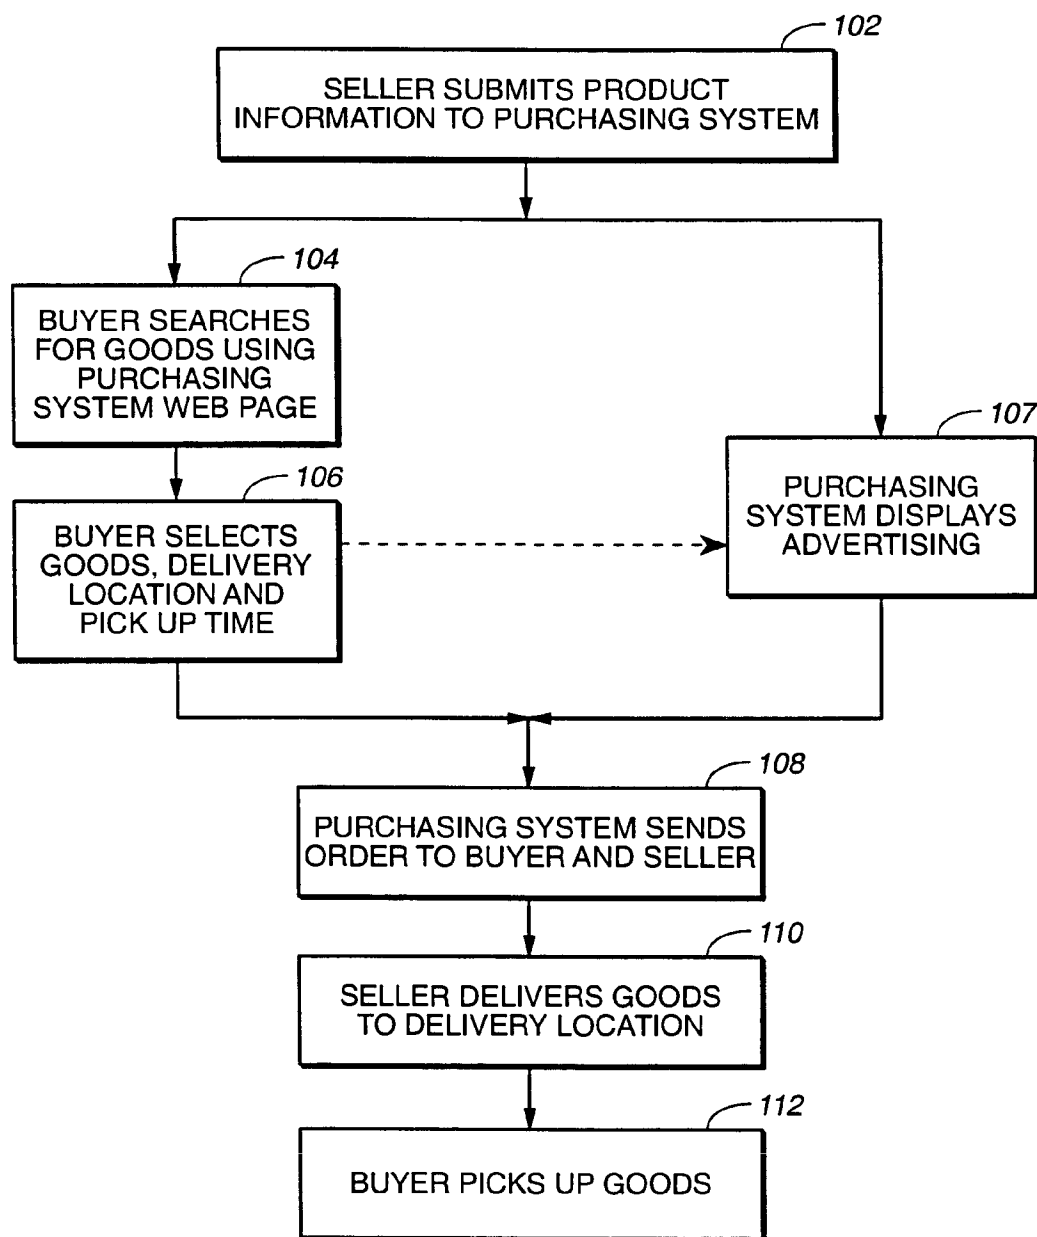 102
SELLER SUBMITS PRODUCT
INFORMATION TO PURCHASING SYSTEM
104
BUYER SEARCHES
FOR GOODS USING
PURCHASING
SYSTEM WEB PAGE
107
PURCHASING
SYSTEM DISPLAYS
ADVERTISING
106
BUYER SELECTS
GOODS, DELIVERY
LOCATION AND
PICK UP TIME
108
PURCHASING SYSTEM SENDS
ORDER TO BUYER AND SELLER
110
SELLER DELIVERS GOODS
TO DELIVERY LOCATION
112
BUYER PICKS UP GOODS